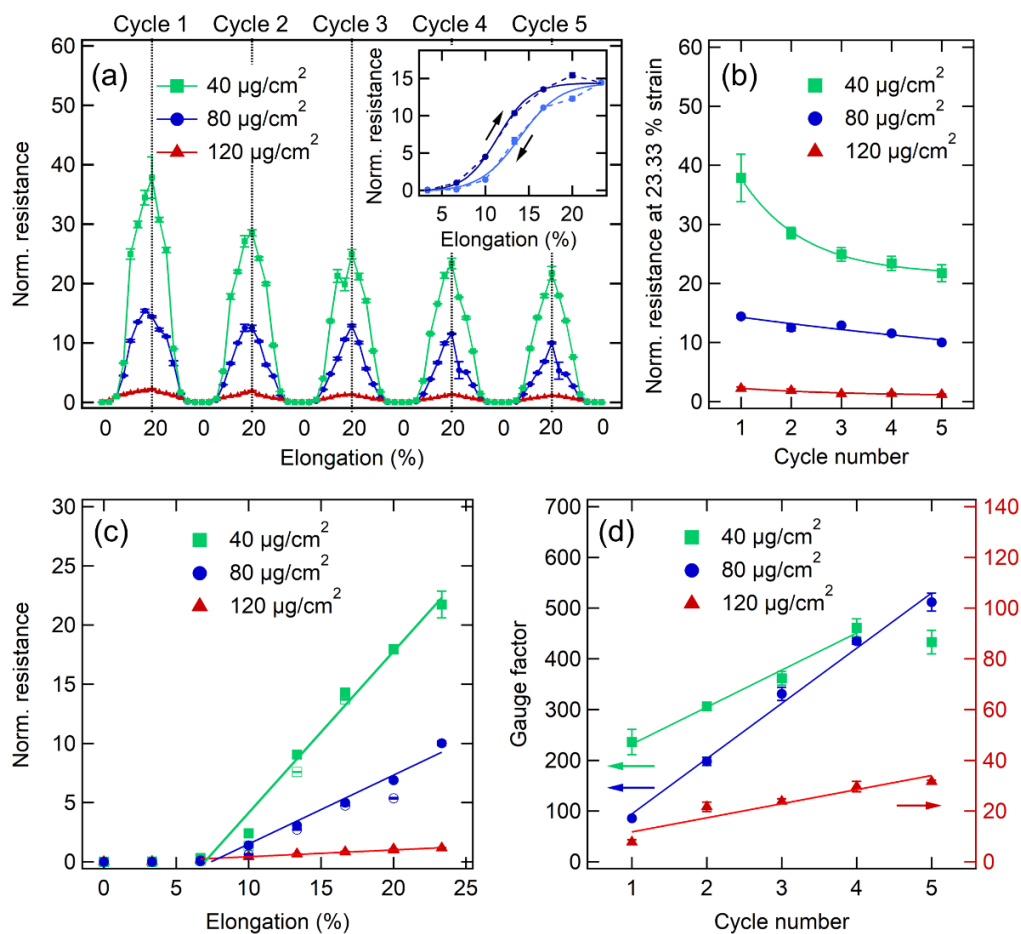 Cycle 1 Cycle 2 Cycle 3 Cycle 4 Cycle 5
(a)
Norm. resistance
60
50
40
30
20
10
0
40 µg/cm²
80 µg/cm²
120 µg/cm²
0 20 0 20 0 20 0 20 0 20 0
Elongation (%)
Norm. resistance
15
10
5
0
10 20
Elongation (%)
(b)
Norm. resistance at 23.33 % strain
60
50
40
30
20
10
0
40 µg/cm²
80 µg/cm²
120 µg/cm²
1 2 3 4 5
Cycle number
(c)
Norm. resistance
30
25
20
15
10
5
0
40 µg/cm²
80 µg/cm²
120 µg/cm²
0 5 10 15 20 25
Elongation (%)
(d)
Gauge factor
700
600
500
400
300
200
100
0
40 µg/cm²
80 µg/cm²
120 µg/cm²
140
120
100
80
60
40
20
0
1 2 3 4 5
Cycle number